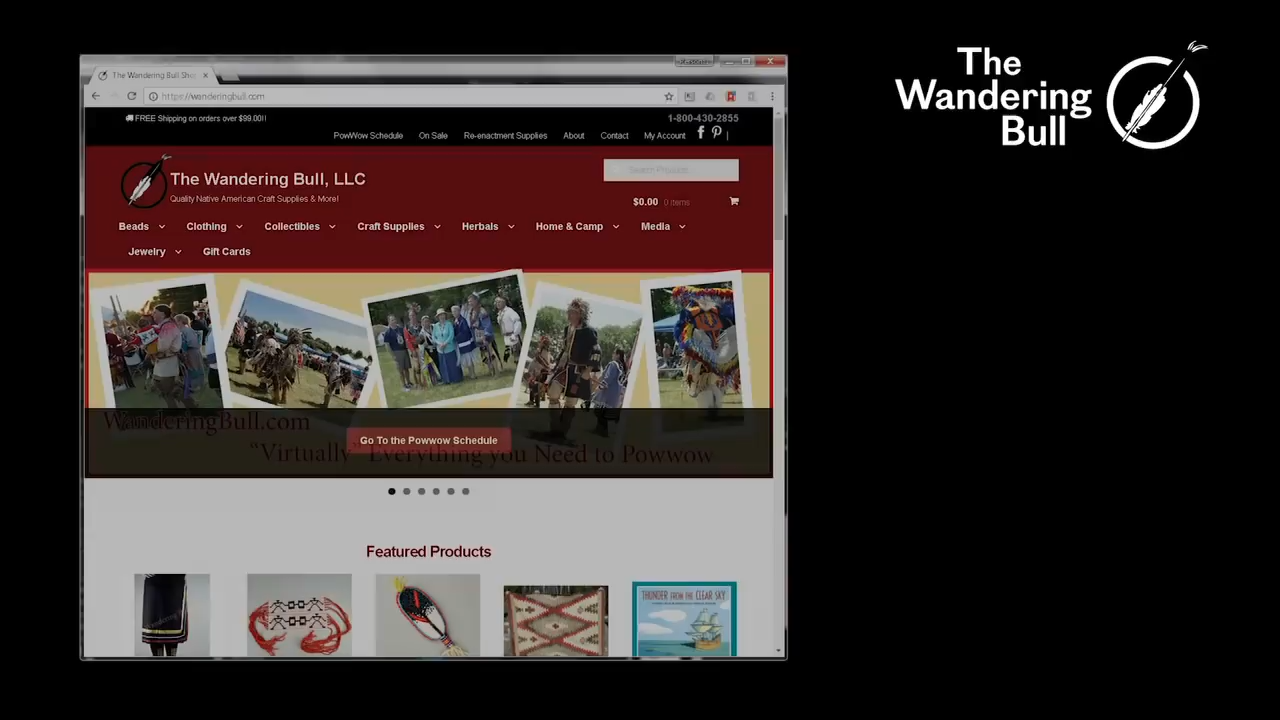 The
Wandering
Bull
The Wandering Bull Sho
https://wanderingbull.com
FREE Shipping on orders over $99.00!!
1-800-430-2855
PowWow Schedule On Sale Re-enactment Supplies About Contact My Account
The Wandering Bull, LLC
Quality Native American Craft Supplies & More!
Search Products
$0.00 0 items
Beads Clothing Collectibles Craft Supplies Herbals Home & Camp Media
Jewelry Gift Cards
WanderingBull.com
Go To the Powwow Schedule
"Virtually" Everything you Need to Powwow
Featured Products
THUNDER FROM THE CLEAR SKY